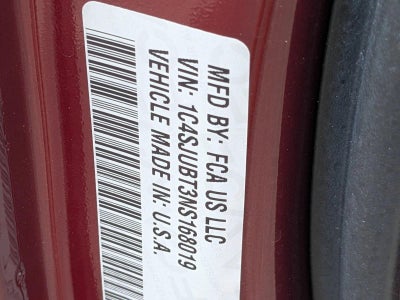 MFD BY: FCA US LLC
VIN: 1C4SJUBT3NS168019
VEHICLE MADE IN: U.S.A.